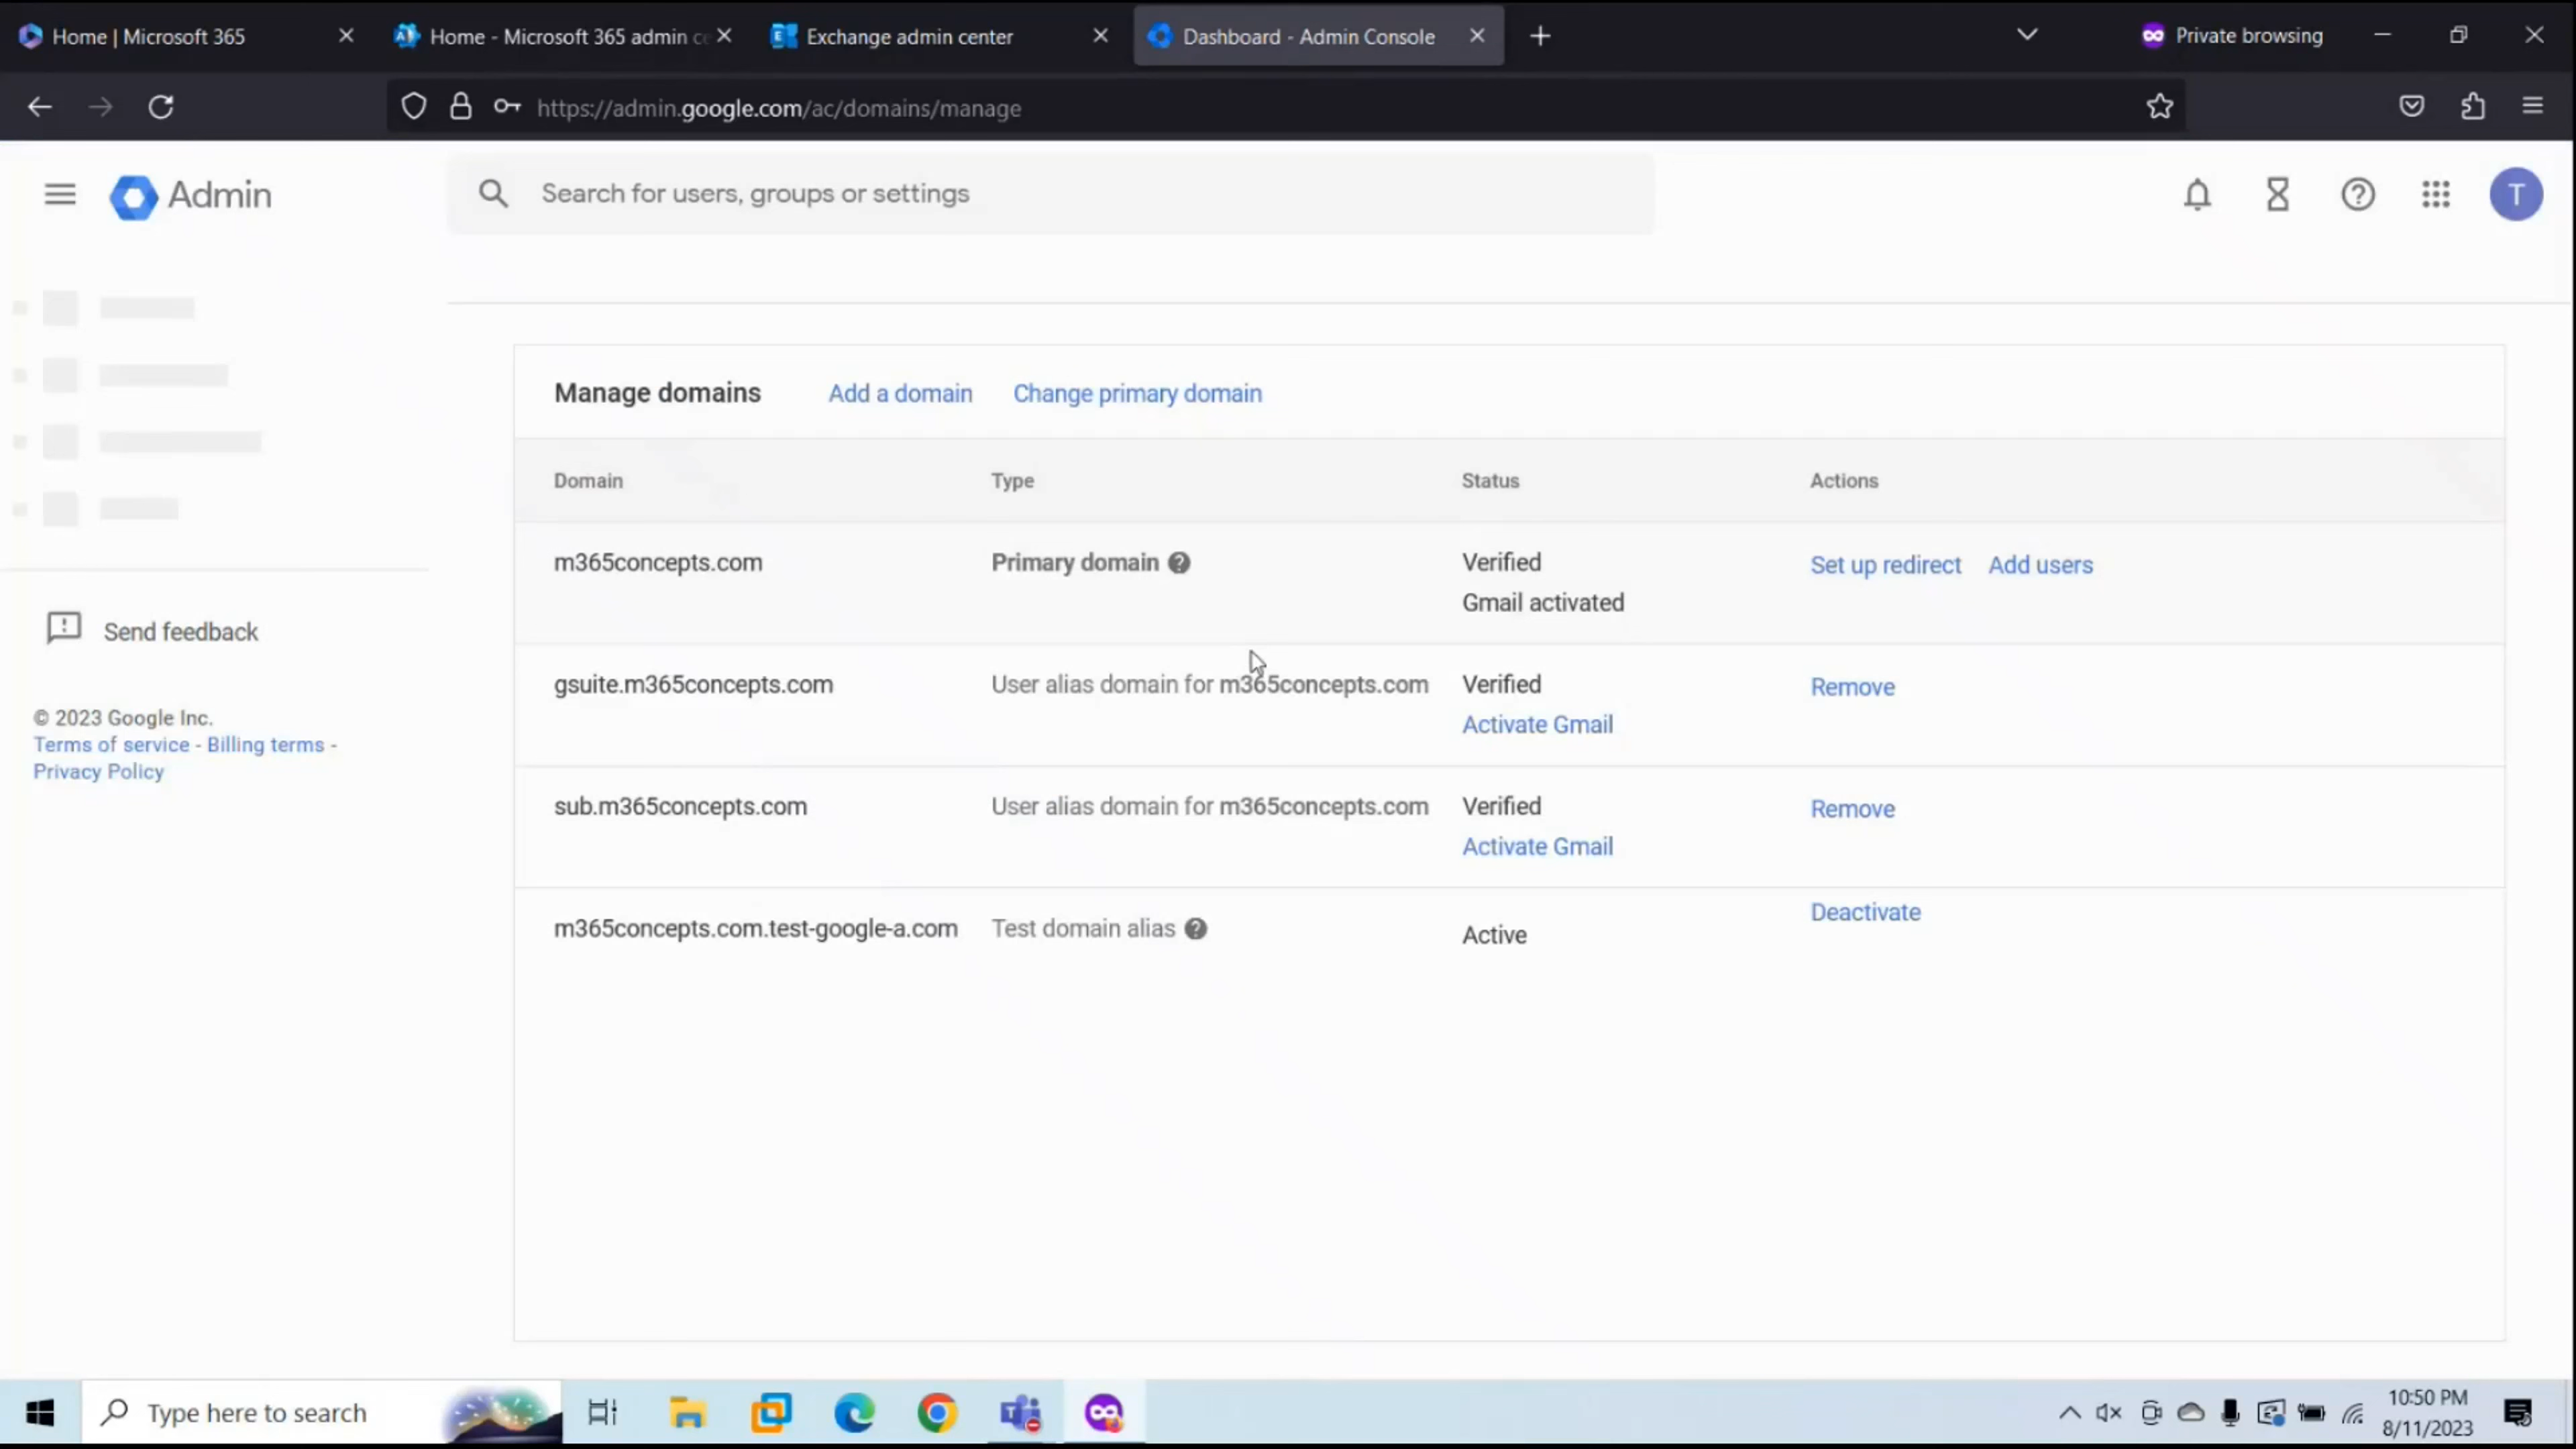 Home | Microsoft 365
Home - Microsoft 365 admin ce
Exchange admin center
Dashboard - Admin Console
Private browsing
https://admin.google.com/ac/domains/manage
Admin
Search for users, groups or settings
T
Manage domains Add a domain Change primary domain
Domain Type Status Actions
m365concepts.com Primary domain Verified Set up redirect Add users
Gmail activated
gsuite.m365concepts.com User alias domain for m365concepts.com Verified Remove
Activate Gmail
sub.m365concepts.com User alias domain for m365concepts.com Verified Remove
Activate Gmail
m365concepts.com.test-google-a.com Test domain alias Active Deactivate
Send feedback
© 2023 Google Inc.
Terms of service - Billing terms -
Privacy Policy
Type here to search
10:50 PM
8/11/2023